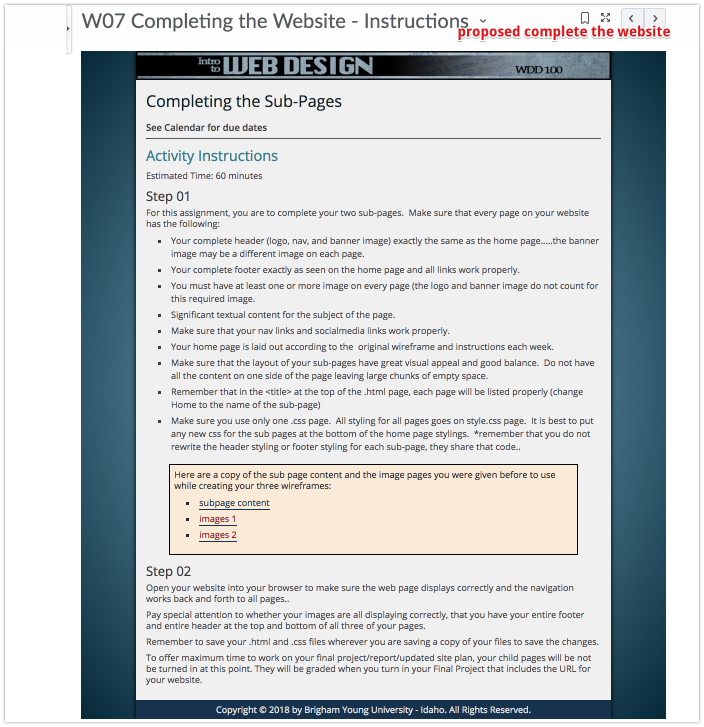 W07 Completing the Website - Instructions
proposed complete the website
Intro
to WEB DESIGN
WDD 100
Completing the Sub-Pages
See Calendar for due dates
Activity Instructions
Estimated Time: 60 minutes
Step 01
For this assignment, you are to complete your two sub-pages. Make sure that every page on your website
has the following:
Your complete header (logo, nav, and banner image) exactly the same as the home page.....the banner
image may be a different image on each page.
Your complete footer exactly as seen on the home page and all links work properly.
You must have at least one or more image on every page (the logo and banner image do not count for
this required image.
Significant textual content for the subject of the page.
Make sure that your nav links and socialmedia links work properly.
Your home page is laid out according to the original wireframe and instructions each week.
Make sure that the layout of your sub-pages have great visual appeal and good balance. Do not have
all the content on one side of the page leaving large chunks of empty space.
Remember that in the <title> at the top of the .html page, each page will be listed properly (change
Home to the name of the sub-page)
Make sure you use only one .css page. All styling for all pages goes on style.css page. It is best to put
any new css for the sub pages at the bottom of the home page stylings. *remember that you do not
rewrite the header styling or footer styling for each sub-page, they share that code..
Here are a copy of the sub page content and the image pages you were given before to use
while creating your three wireframes:
subpage content
images 1
images 2
Step 02
Open your website into your browser to make sure the web page displays correctly and the navigation
works back and forth to all pages..
Pay special attention to whether your images are all displaying correctly, that you have your entire footer
and entire header at the top and bottom of all three of your pages.
Remember to save your .html and .css files wherever you are saving a copy of your files to save the changes.
To offer maximum time to work on your final project/report/updated site plan, your child pages will be not
be turned in at this point. They will be graded when you turn in your Final Project that includes the URL for
your website.
Copyright © 2018 by Brigham Young University - Idaho. All Rights Reserved.